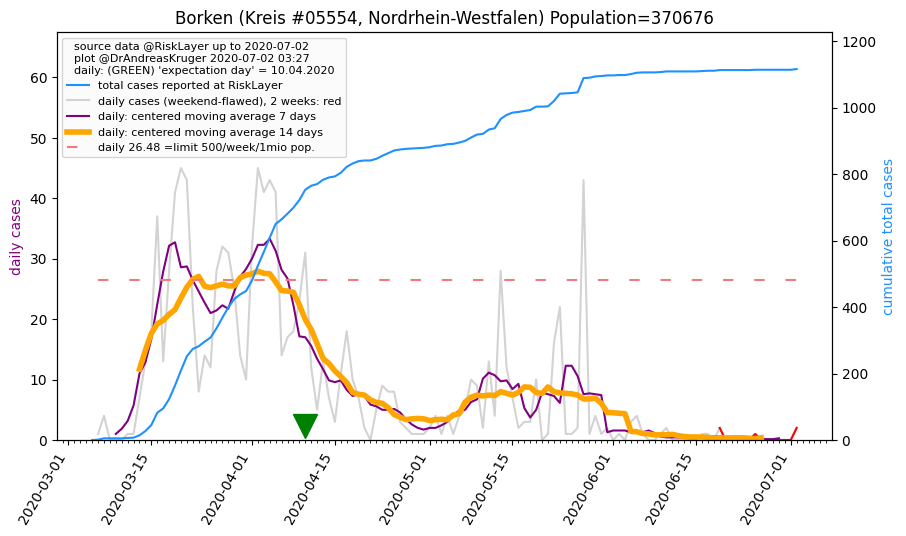 Borken (Kreis #05554, Nordrhein-Westfalen) Population=370676
source data @RiskLayer up to 2020-07-02
plot @DrAndreasKruger 2020-07-02 03:27
daily: (GREEN) 'expectation day' = 10.04.2020
total cases reported at RiskLayer
daily cases (weekend-flawed), 2 weeks: red
daily: centered moving average 7 days
daily: centered moving average 14 days
daily 26.48 =limit 500/week/1mio pop.
daily cases
60
50
40
30
20
10
0
1200
1000
800
600
400
200
0
cumulative total cases
2020-03-01
2020-03-15
2020-04-01
2020-04-15
2020-05-01
2020-05-15
2020-06-01
2020-06-15
2020-07-01